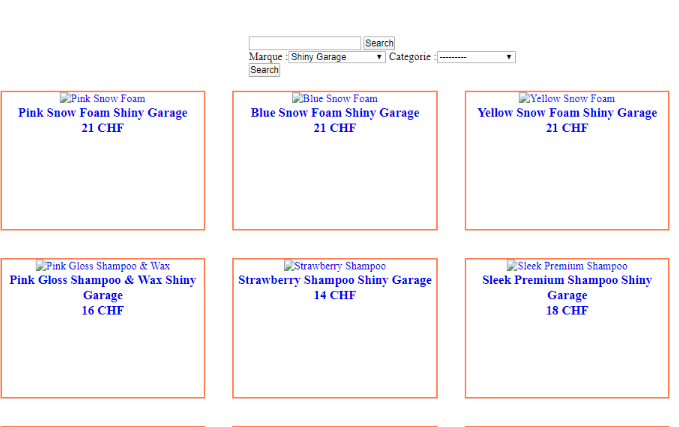 Search
Marque : Shiny Garage Categorie : ---------
Search
Pink Snow Foam
Pink Snow Foam Shiny Garage
21 CHF
Blue Snow Foam
Blue Snow Foam Shiny Garage
21 CHF
Yellow Snow Foam
Yellow Snow Foam Shiny Garage
21 CHF
Pink Gloss Shampoo & Wax
Pink Gloss Shampoo & Wax Shiny
Garage
16 CHF
Strawberry Shampoo
Strawberry Shampoo Shiny Garage
14 CHF
Sleek Premium Shampoo
Sleek Premium Shampoo Shiny
Garage
18 CHF